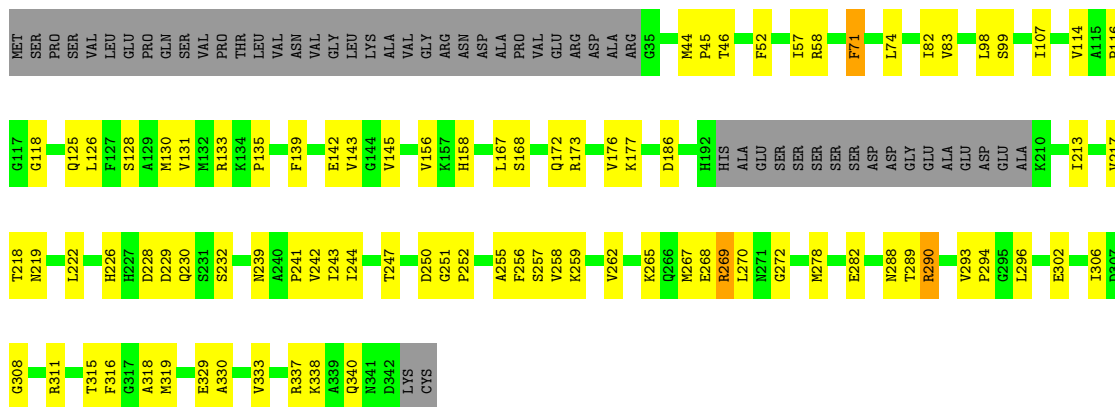 MET SER PRO SER VAL LEU GLU PRO GLN SER VAL PRO THR LEU VAL ASN VAL GLY LEU LYS ALA VAL GLY ARG ASN ASP ALA PRO VAL GLU ARG ASP ALA ARG G35 M44 P45 T46 F52 I57 R58 F71 L74 I82 V83 L98 S99 I107 V114 A115
G117 G118 Q125 L126 F127 S128 A129 M130 V131 M132 R133 K134 P135 F139 E142 V143 G144 V145 V156 K157 H158 L167 S168 Q172 R173 V176 K177 D186 H192 HIS ALA GLU SER SER SER SER SER ASP ASP GLY GLU ALA GLU ASP GLU ALA K210 I213
T218 N219 L222 H226 H227 D228 D229 Q230 S231 S232 N239 A240 P241 V242 I243 I244 T247 D250 G251 P252 A255 F256 S257 K258 K259 V262 K265 Q266 M267 E268 R269 L270 N271 G272 M278 E282 N288 T289 R290 V293 P294 G295 L296 E302 I306
G308 R311 T315 F316 G317 A318 M319 E329 A330 V333 R337 K338 A339 Q340 N341 D342 LYS CYS